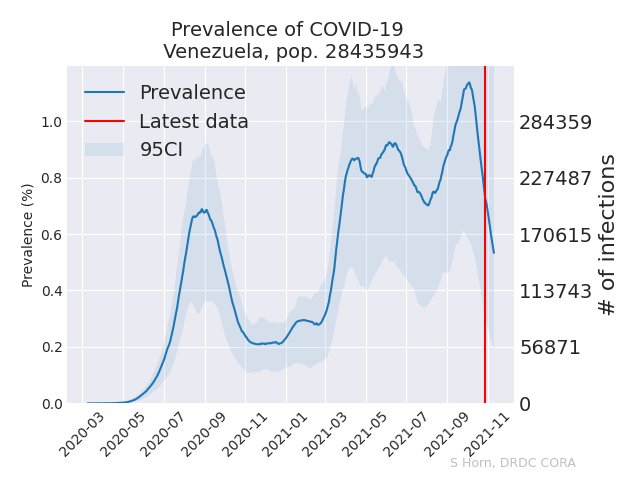 Prevalence of COVID-19
Venezuela, pop. 28435943
Prevalence
Latest data
95CI
Prevalence (%)
1.0
0.8
0.6
0.4
0.2
0.0
284359
227487
170615
113743
56871
0
# of infections
2020-03
2020-05
2020-07
2020-09
2020-11
2021-01
2021-03
2021-05
2021-07
2021-09
2021-11
S Horn, DRDC CORA